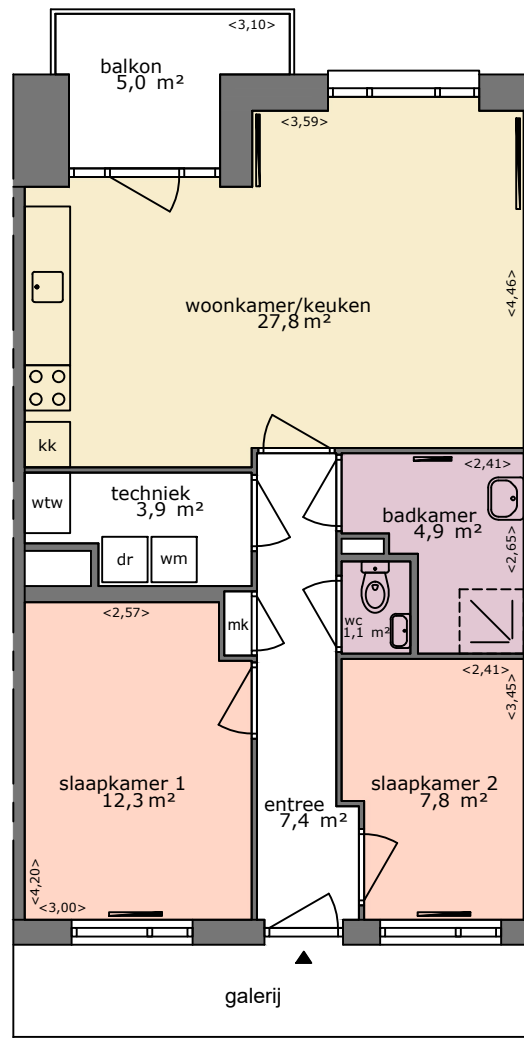 <3,10>
balkon
5,0 m²
<3,59>
<4,46>
woonkamer/keuken
27,8 m²
kk
<2,41>
wtw
techniek
3,9 m²
badkamer
4,9 m²
<2,65>
dr
wm
<2,57>
mk
wc
1,1 m²
<2,41>
<3,45>
slaapkamer 1
12,3 m²
slaapkamer 2
7,8 m²
entree
7,4 m²
<4,20>
<3,00>
galerij